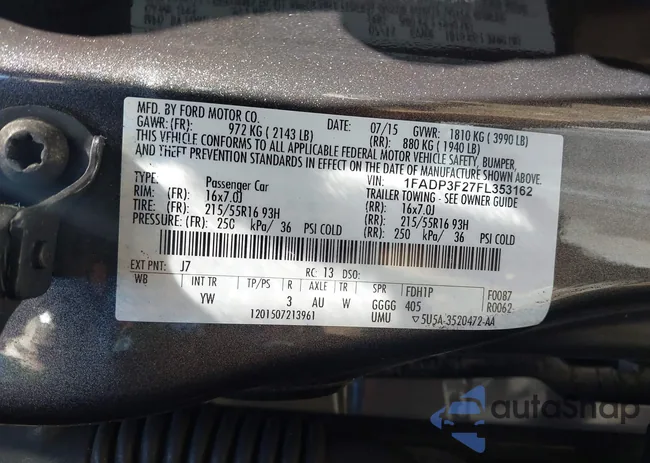 MFD. BY FORD MOTOR CO.
DATE: 07/15 GVWR: 1810 KG ( 3990 LB)
GAWR: (FR): 972 KG ( 2143 LB) (RR): 880 KG ( 1940 LB)
THIS VEHICLE CONFORMS TO ALL APPLICABLE FEDERAL MOTOR VEHICLE SAFETY, BUMPER,
AND THEFT PREVENTION STANDARDS IN EFFECT ON THE DATE OF MANUFACTURE SHOWN ABOVE.
VIN: 1FADP3F27FL353162
TYPE: Passenger Car TRAILER TOWING - SEE OWNER GUIDE
RIM: (FR) 16x7.0J (RR) 16x7.0J
TIRE: (FR) 215/55R16 93H (RR) 215/55R16 93H
PRESSURE: (FR) 250 kPa/ 36 PSI COLD (RR) 250 kPa/ 36 PSI COLD
EXT PNT: J7 RC: 13 DSO:
WB INT TR TP/PS R AXLE TR SPR FDH1P F0087
YW 3 AU W GGGG 405 R0062
1201507213961 UMU ▽5U5A-3520472-AA
autoSnap